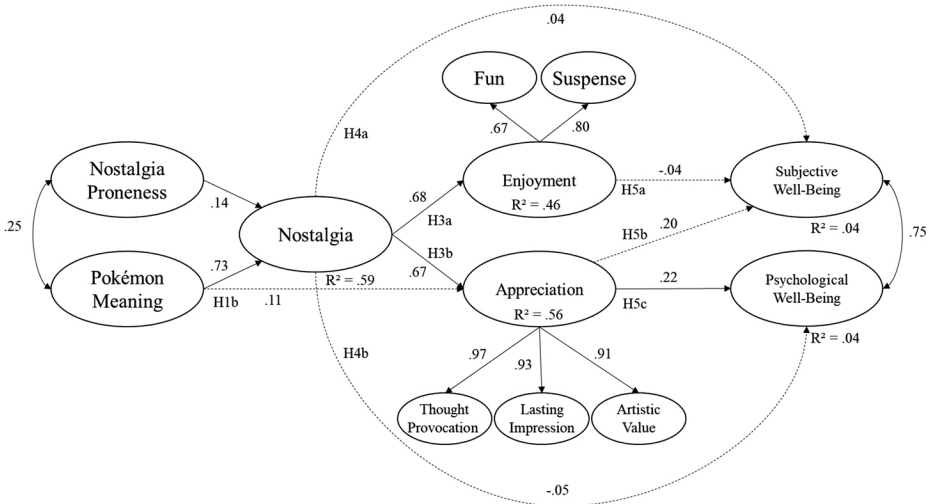 .04
Fun
Suspense
.67
.80
H4a
Nostalgia
Proneness
Enjoyment
R² = .46
-.04
H5a
Subjective
Well-Being
R² = .04
.14
.68
H3a
.25
Nostalgia
R² = .59
H3b
.67
.20
H5b
.75
Pokémon
Meaning
.73
H1b
.11
Appreciation
R² = .56
.22
H5c
Psychological
Well-Being
R² = .04
H4b
.97
.93
.91
Thought
Provocation
Lasting
Impression
Artistic
Value
-.05